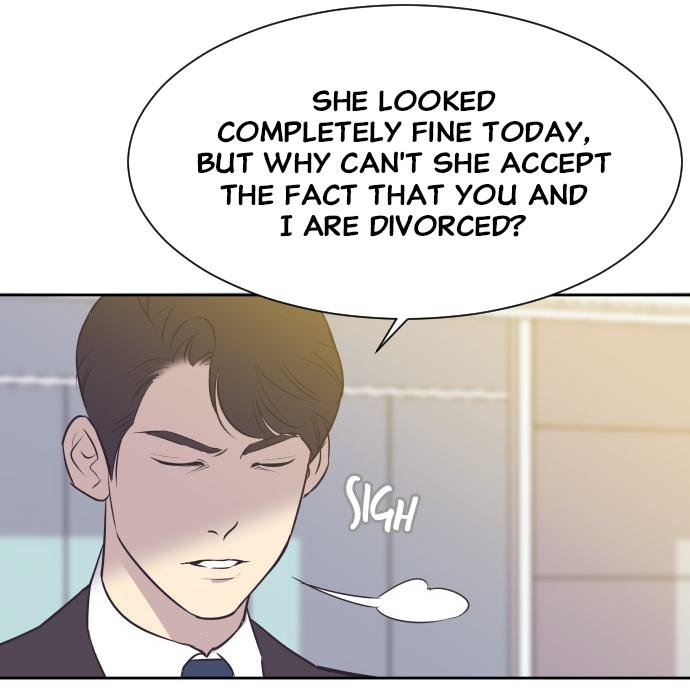 SHE LOOKED
COMPLETELY FINE TODAY,
BUT WHY CAN'T SHE ACCEPT
THE FACT THAT YOU AND
I ARE DIVORCED?
SIGH